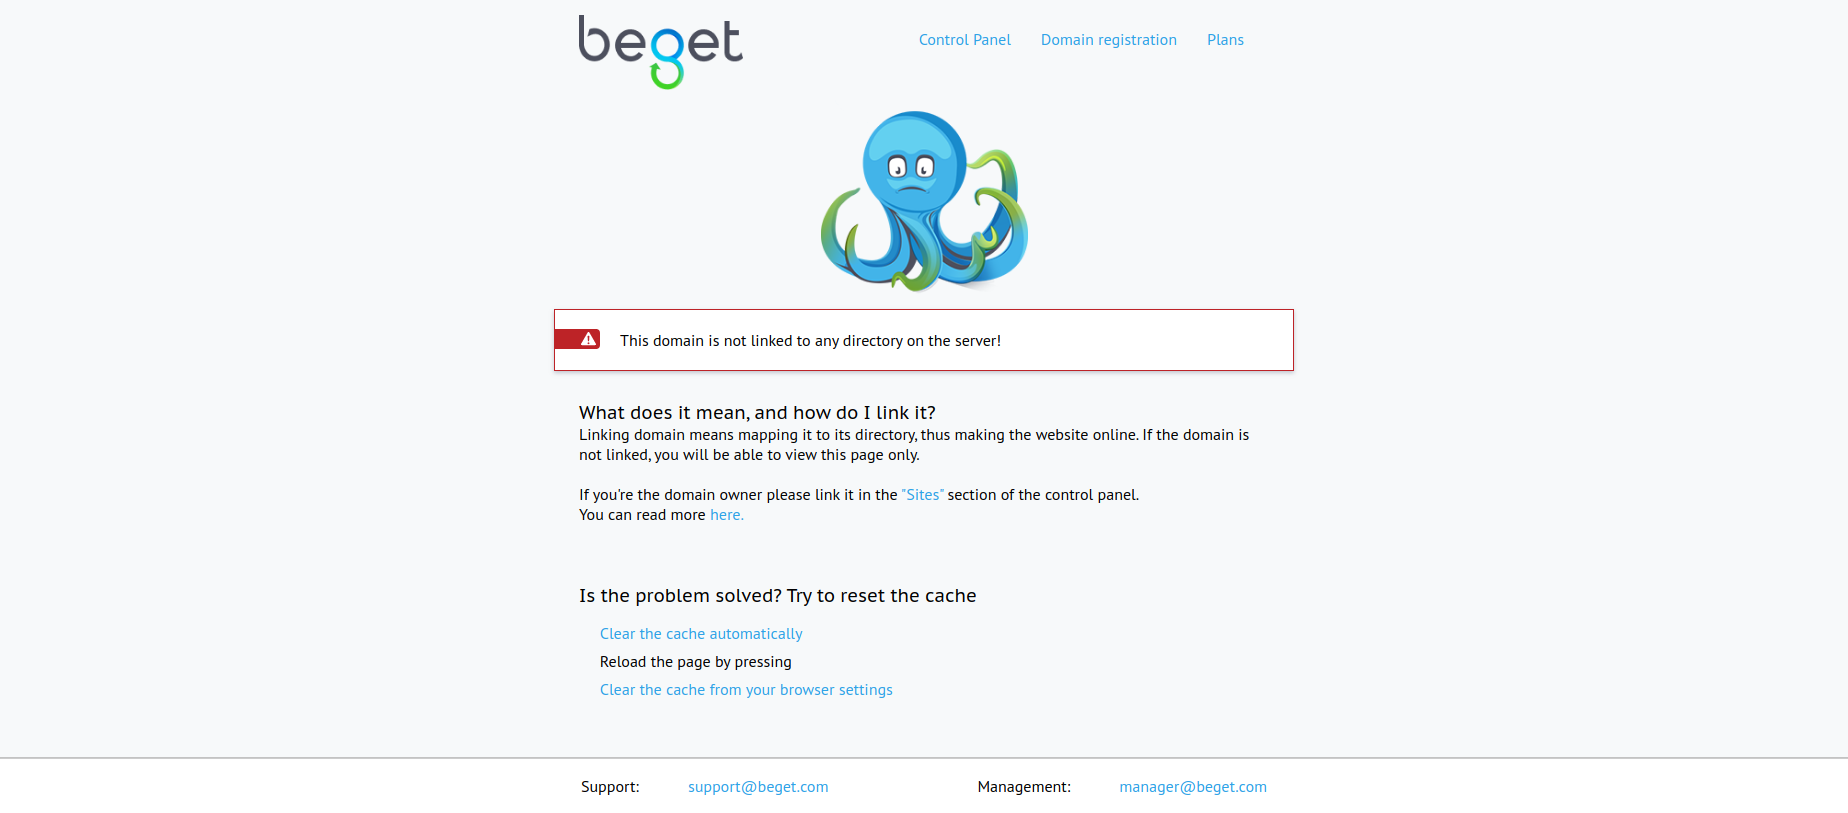 beget
Control Panel Domain registration Plans
This domain is not linked to any directory on the server!
What does it mean, and how do I link it?
Linking domain means mapping it to its directory, thus making the website online. If the domain is
not linked, you will be able to view this page only.
If you're the domain owner please link it in the "Sites" section of the control panel.
You can read more here.
Is the problem solved? Try to reset the cache
Clear the cache automatically
Reload the page by pressing
Clear the cache from your browser settings
Support: support@beget.com Management: manager@beget.com